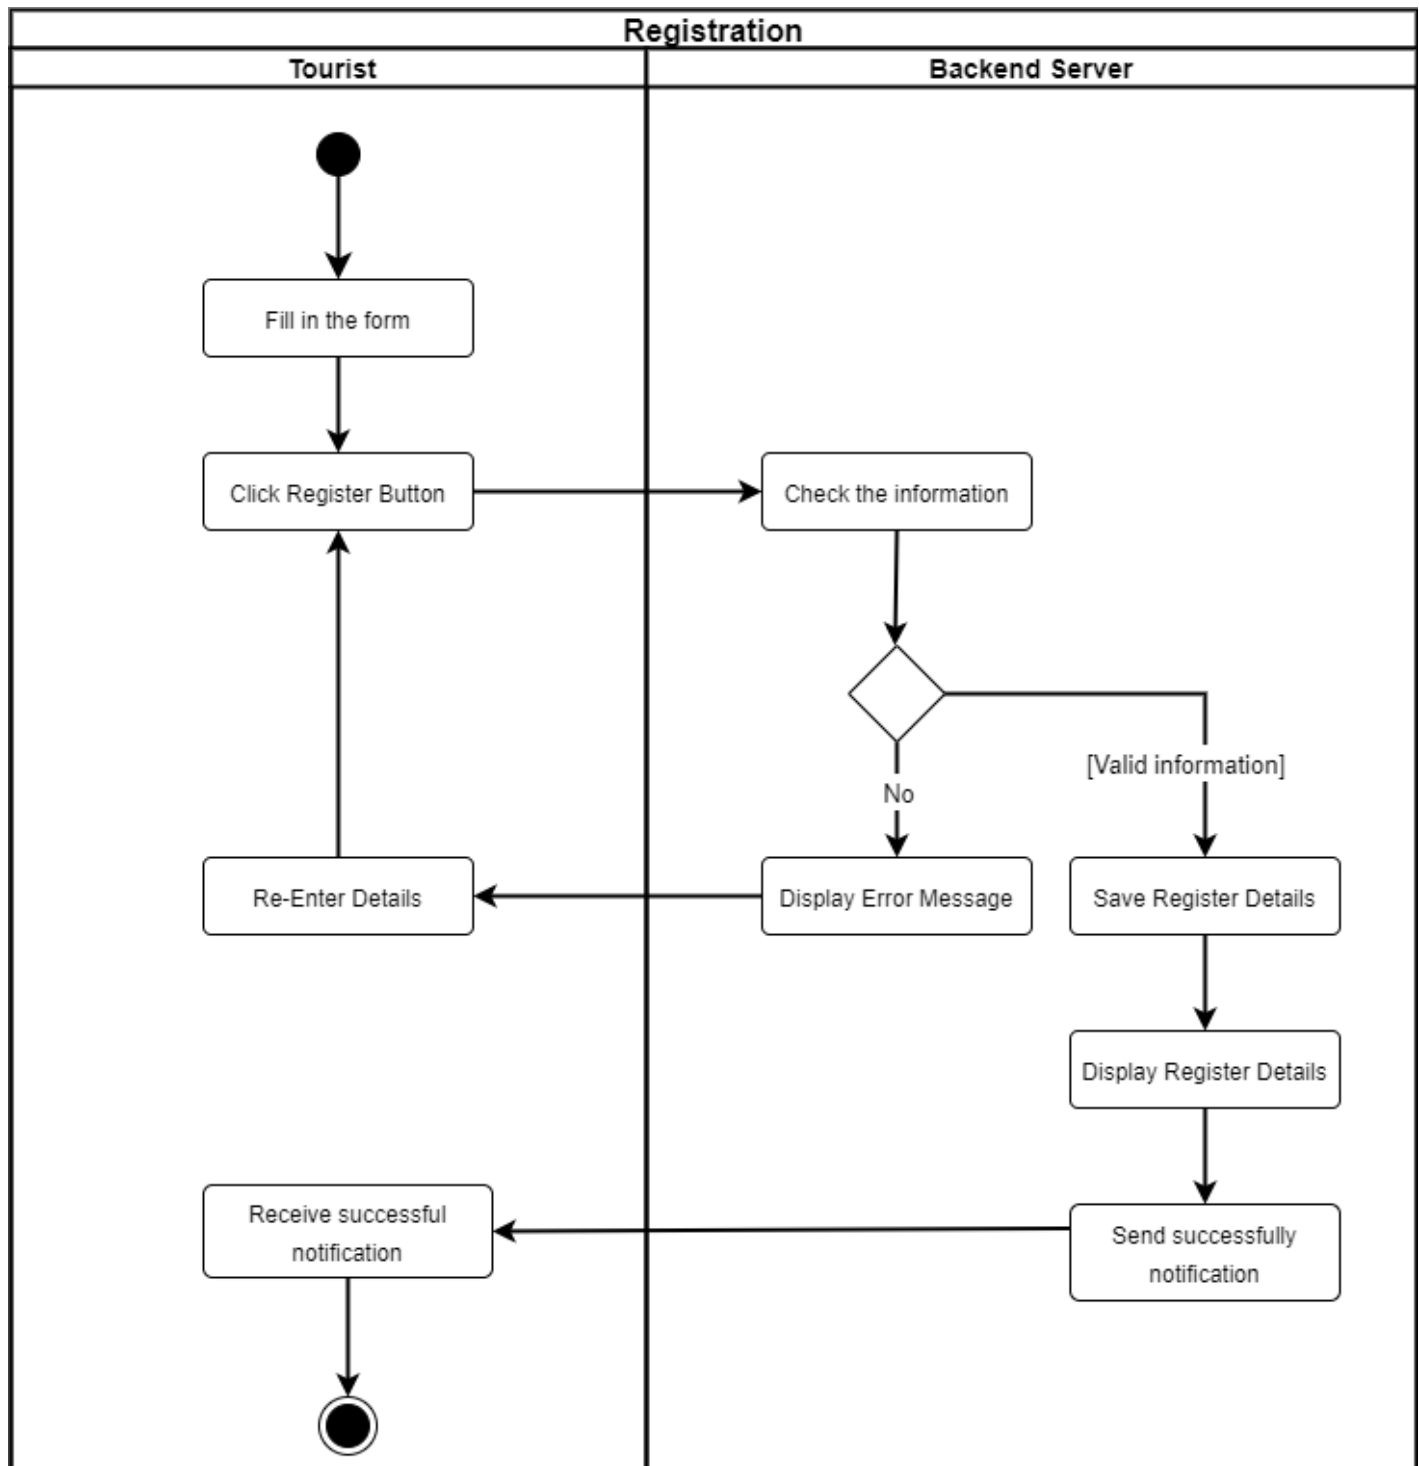 Registration
Tourist
Backend Server
Fill in the form
Click Register Button
Check the information
[Valid information]
No
Re-Enter Details
Display Error Message
Save Register Details
Display Register Details
Receive successful
notification
Send successfully
notification